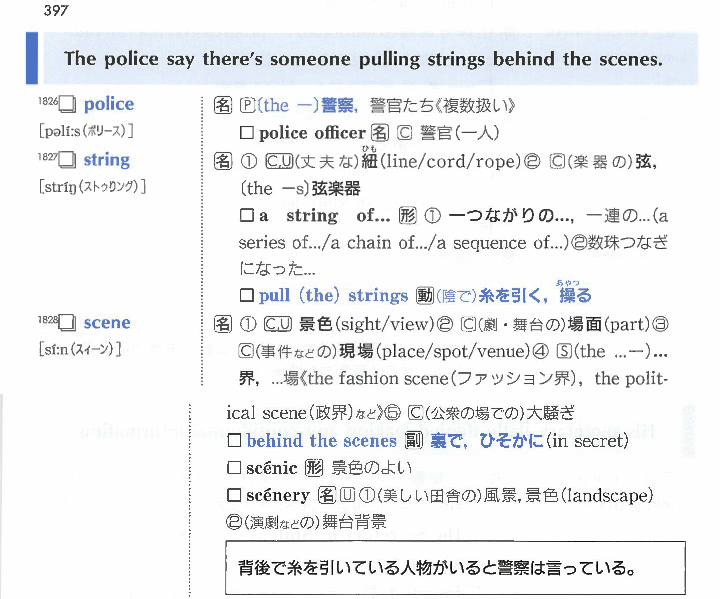 397
The police say there's someone pulling strings behind the scenes.
1826□ police
[pəlíːs(ポリース)]
名 Ⓟ(the —)警察, 警官たち《複数扱い》
□ police officer 名 Ⓒ 警官(一人)
1827□ string
[stríŋ(ストゥリング)]
名 ① C,U(丈夫な)紐(line/cord/rope)② Ⓒ(楽器の)弦,
ひも
(the —s)弦楽器
□ a string of... 形 ① 一つながりの..., 一連の...(a
series of.../a chain of.../a sequence of...)②数珠つなぎ
になった...
□ pull (the) strings 動(陰で)糸を引く, 操る
あやつ
1828□ scene
[síːn(スィーン)]
名 ① C,U 景色(sight/view)② Ⓒ(劇・舞台の)場面(part)③
Ⓒ(事件などの)現場(place/spot/venue)④ Ⓢ(the ...—)...
界, ...場《the fashion scene(ファッション界), the polit-
ical scene(政界)など》⑤ Ⓒ(公衆の場での)大騒ぎ
□ behind the scenes 副 裏で, ひそかに(in secret)
□ scénic 形 景色のよい
□ scénery 名 U ①(美しい田舎の)風景, 景色(landscape)
②(演劇などの)舞台背景
背後で糸を引いている人物がいると警察は言っている。